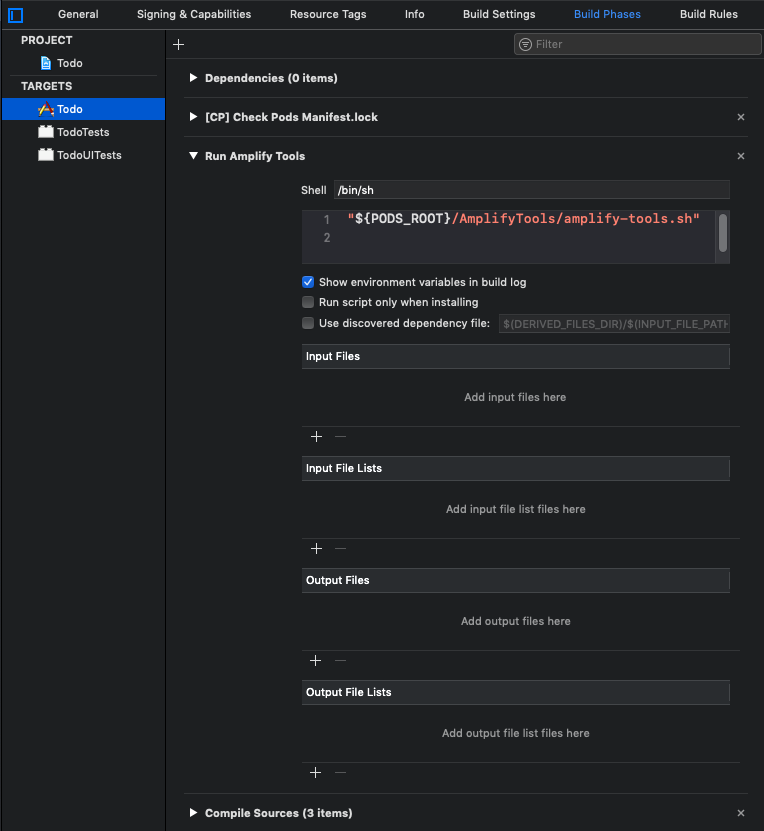 General Signing & Capabilities Resource Tags Info Build Settings Build Phases Build Rules
PROJECT
Todo
TARGETS
Todo
TodoTests
TodoUITests
Filter
Dependencies (0 items)
[CP] Check Pods Manifest.lock
Run Amplify Tools
Shell /bin/sh
1 "${PODS_ROOT}/AmplifyTools/amplify-tools.sh"
2
Show environment variables in build log
Run script only when installing
Use discovered dependency file: $(DERIVED_FILES_DIR)/$(INPUT_FILE_PATH
Input Files
Add input files here
Input File Lists
Add input file list files here
Output Files
Add output files here
Output File Lists
Add output file list files here
Compile Sources (3 items)